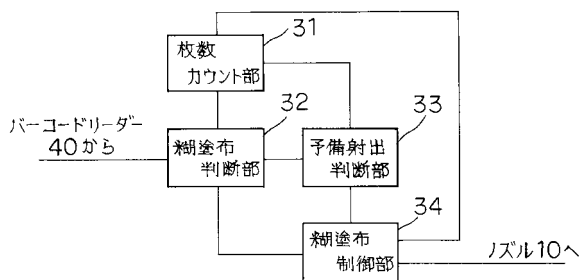 31
枚数
カウント部
32
33
バーコードリーダー
40から
糊塗布
判断部
予備射出
判断部
34
糊塗布
制御部
ノズル10へ